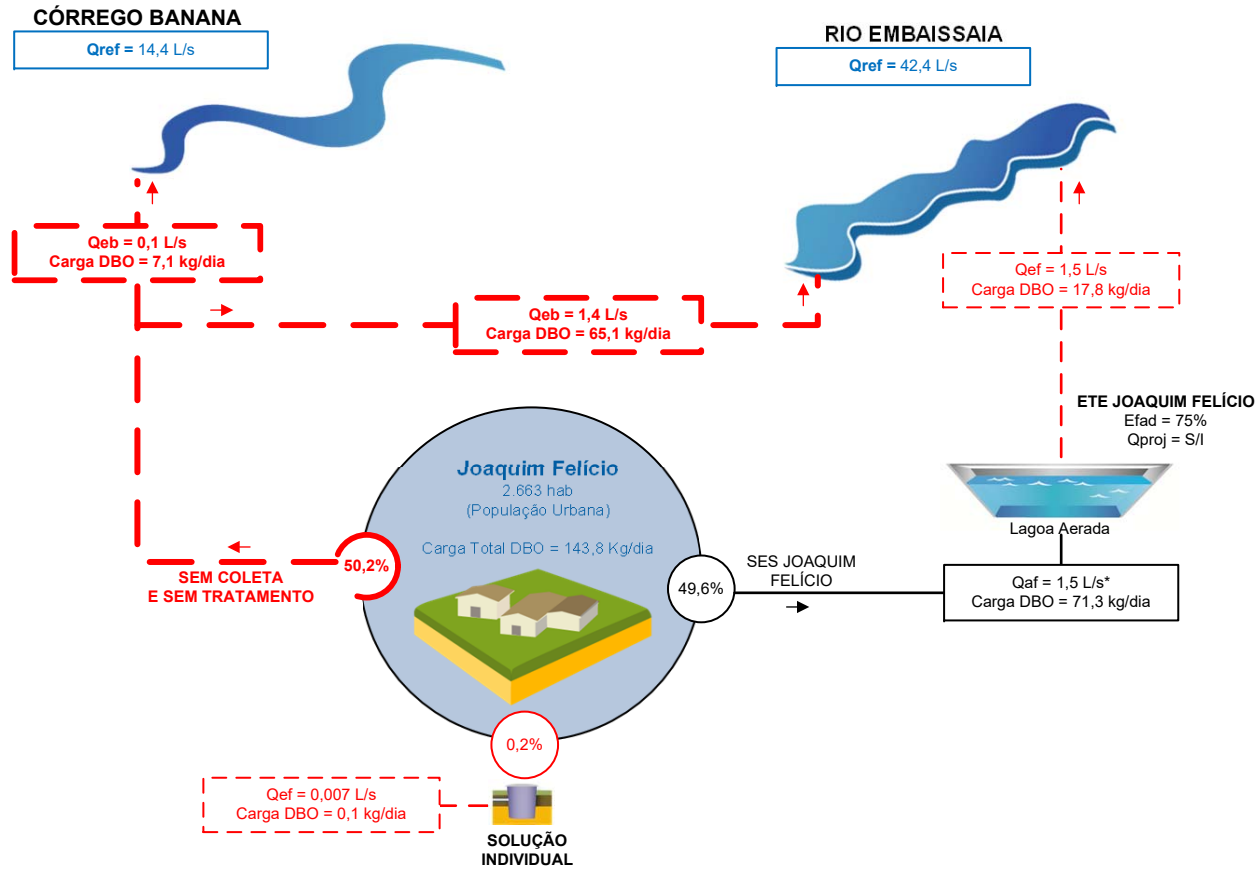 CÓRREGO BANANA
Qref = 14,4 L/s
RIO EMBAISSAIA
Qref = 42,4 L/s
Qeb = 0,1 L/s
Carga DBO = 7,1 kg/dia
Qeb = 1,4 L/s
Carga DBO = 65,1 kg/dia
Qef = 1,5 L/s
Carga DBO = 17,8 kg/dia
ETE JOAQUIM FELÍCIO
Efad = 75%
Qproj = S/I
Lagoa Aerada
Joaquim Felício
2.663 hab
(População Urbana)
Carga Total DBO = 143,8 Kg/dia
50,2%
SEM COLETA
E SEM TRATAMENTO
49,6%
SES JOAQUIM
FELÍCIO
Qaf = 1,5 L/s*
Carga DBO = 71,3 kg/dia
0,2%
Qef = 0,007 L/s
Carga DBO = 0,1 kg/dia
SOLUÇÃO
INDIVIDUAL